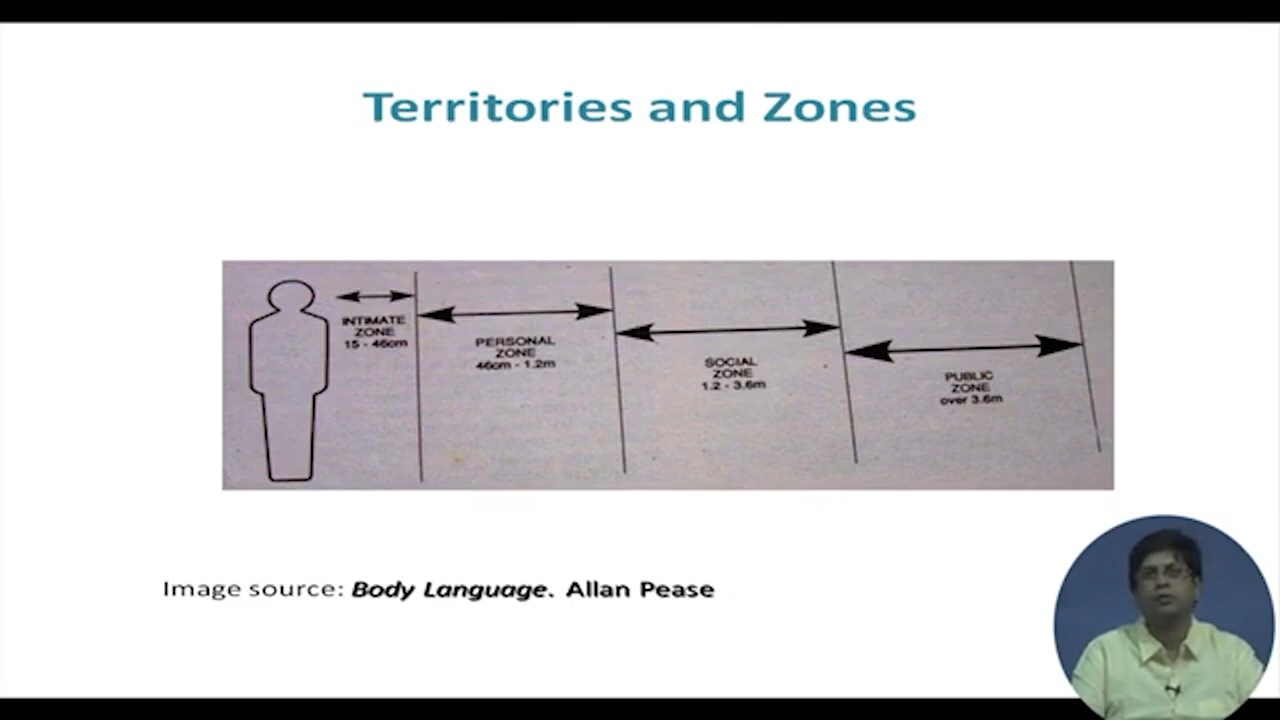 Territories and Zones
INTIMATE
ZONE
15 - 46cm
PERSONAL
ZONE
46cm - 1.2m
SOCIAL
ZONE
1.2 - 3.6m
PUBLIC
ZONE
over 3.6m
Image source: Body Language. Allan Pease